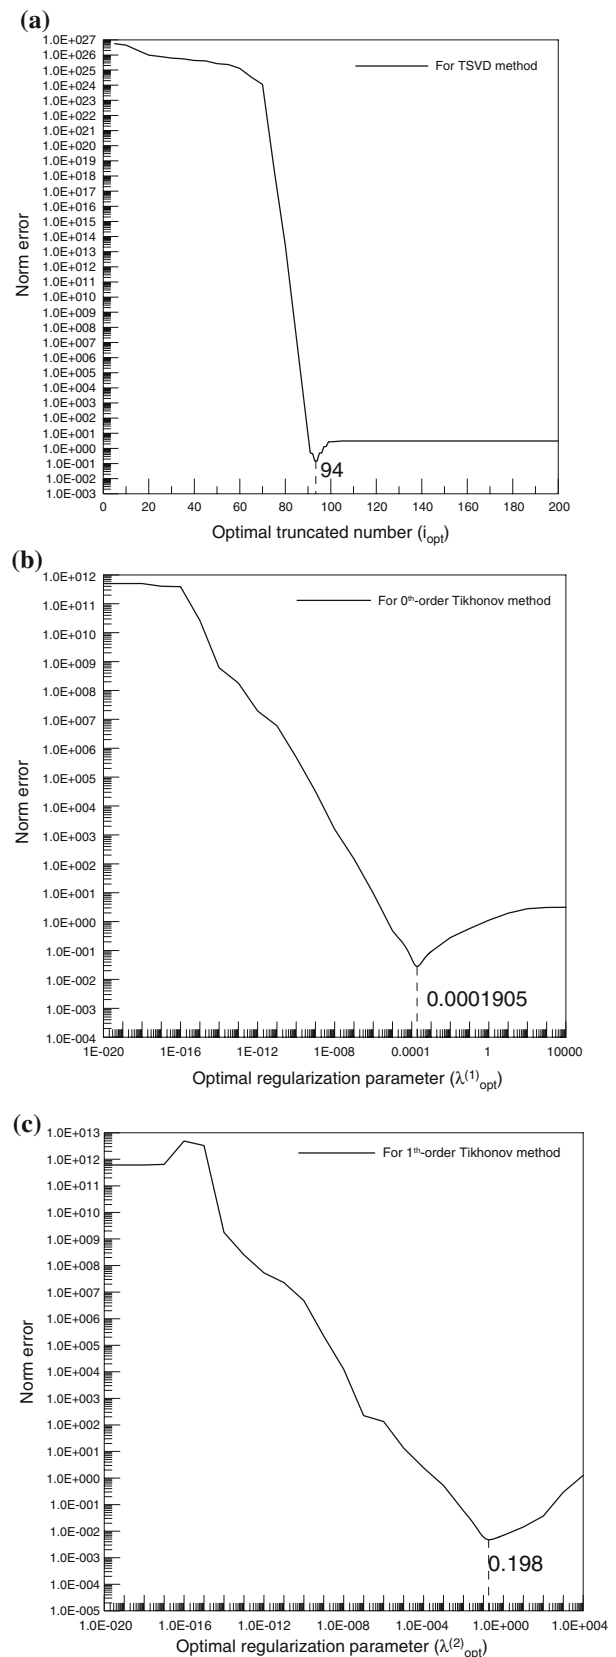 (a)
1.0E+027
1.0E+026
1.0E+025
1.0E+024
1.0E+023
1.0E+022
1.0E+021
1.0E+020
1.0E+019
1.0E+018
1.0E+017
1.0E+016
1.0E+015
1.0E+014
1.0E+013
1.0E+012
1.0E+011
1.0E+010
1.0E+009
1.0E+008
1.0E+007
1.0E+006
1.0E+005
1.0E+004
1.0E+003
1.0E+002
1.0E+001
1.0E+000
1.0E-001
1.0E-002
1.0E-003
Norm error
For TSVD method
94
0 20 40 60 80 100 120 140 160 180 200
Optimal truncated number (i_opt)
(b)
1.0E+012
1.0E+011
1.0E+010
1.0E+009
1.0E+008
1.0E+007
1.0E+006
1.0E+005
1.0E+004
1.0E+003
1.0E+002
1.0E+001
1.0E+000
1.0E-001
1.0E-002
1.0E-003
1.0E-004
Norm error
For 0th-order Tikhonov method
0.0001905
1E-020 1E-016 1E-012 1E-008 0.0001 1 10000
Optimal regularization parameter (λ^(1)_opt)
(c)
1.0E+013
1.0E+012
1.0E+011
1.0E+010
1.0E+009
1.0E+008
1.0E+007
1.0E+006
1.0E+005
1.0E+004
1.0E+003
1.0E+002
1.0E+001
1.0E+000
1.0E-001
1.0E-002
1.0E-003
1.0E-004
1.0E-005
Norm error
For 1th-order Tikhonov method
0.198
1.0E-020 1.0E-016 1.0E-012 1.0E-008 1.0E-004 1.0E+000 1.0E+004
Optimal regularization parameter (λ^(2)_opt)